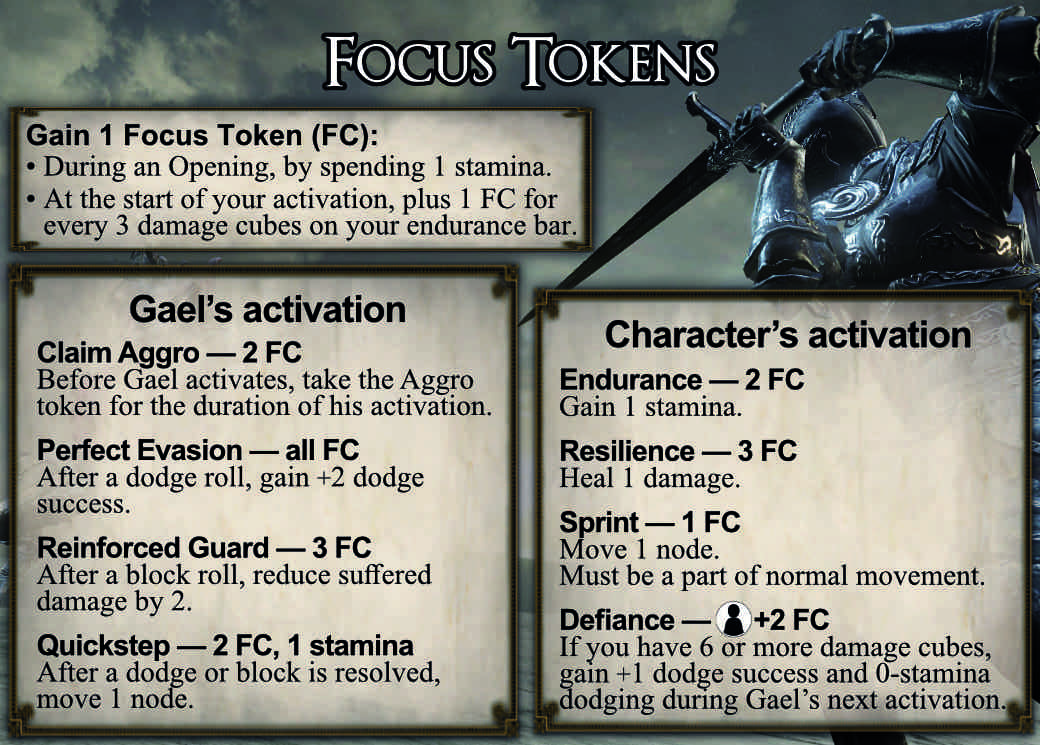 Focus Tokens
Gain 1 Focus Token (FC):
• During an Opening, by spending 1 stamina.
• At the start of your activation, plus 1 FC for
every 3 damage cubes on your endurance bar.
Gael’s activation
Claim Aggro — 2 FC
Before Gael activates, take the Aggro
token for the duration of his activation.
Perfect Evasion — all FC
After a dodge roll, gain +2 dodge
success.
Reinforced Guard — 3 FC
After a block roll, reduce suffered
damage by 2.
Quickstep — 2 FC, 1 stamina
After a dodge or block is resolved,
move 1 node.
Character’s activation
Endurance — 2 FC
Gain 1 stamina.
Resilience — 3 FC
Heal 1 damage.
Sprint — 1 FC
Move 1 node.
Must be a part of normal movement.
Defiance — +2 FC
If you have 6 or more damage cubes,
gain +1 dodge success and 0-stamina
dodging during Gael’s next activation.